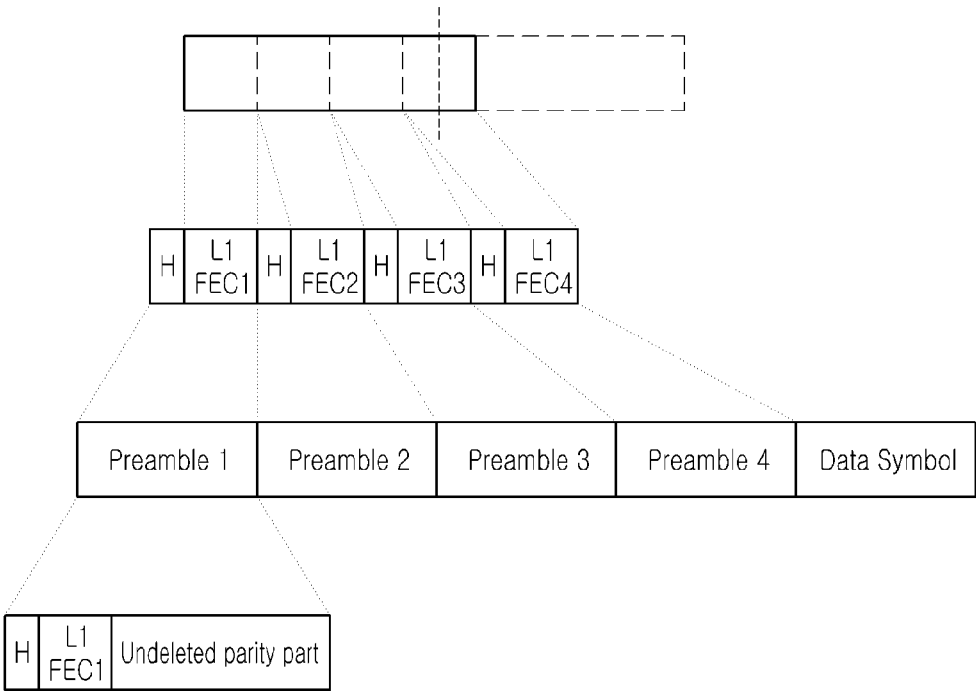 H L1 FEC1 H L1 FEC2 H L1 FEC3 H L1 FEC4
Preamble 1 Preamble 2 Preamble 3 Preamble 4 Data Symbol
H L1 FEC1 Undeleted parity part